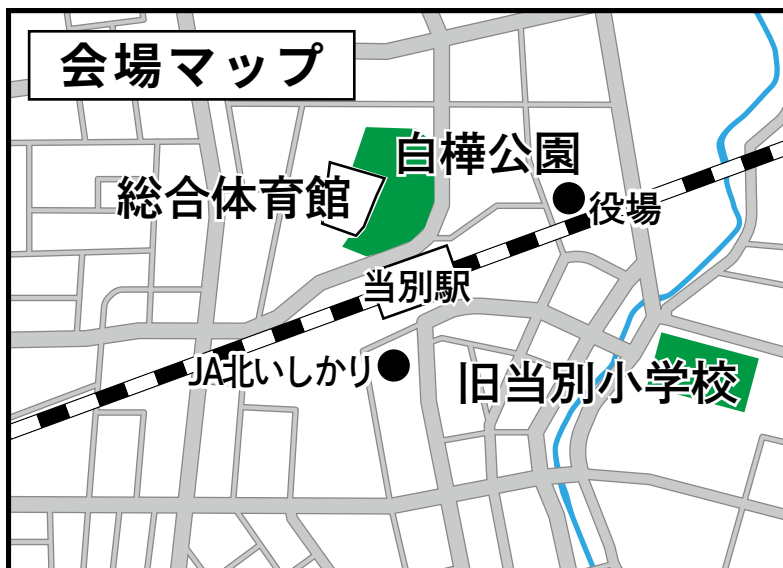 会場マップ
白樺公園
総合体育館
役場
当別駅
JA北いしかり
旧当別小学校